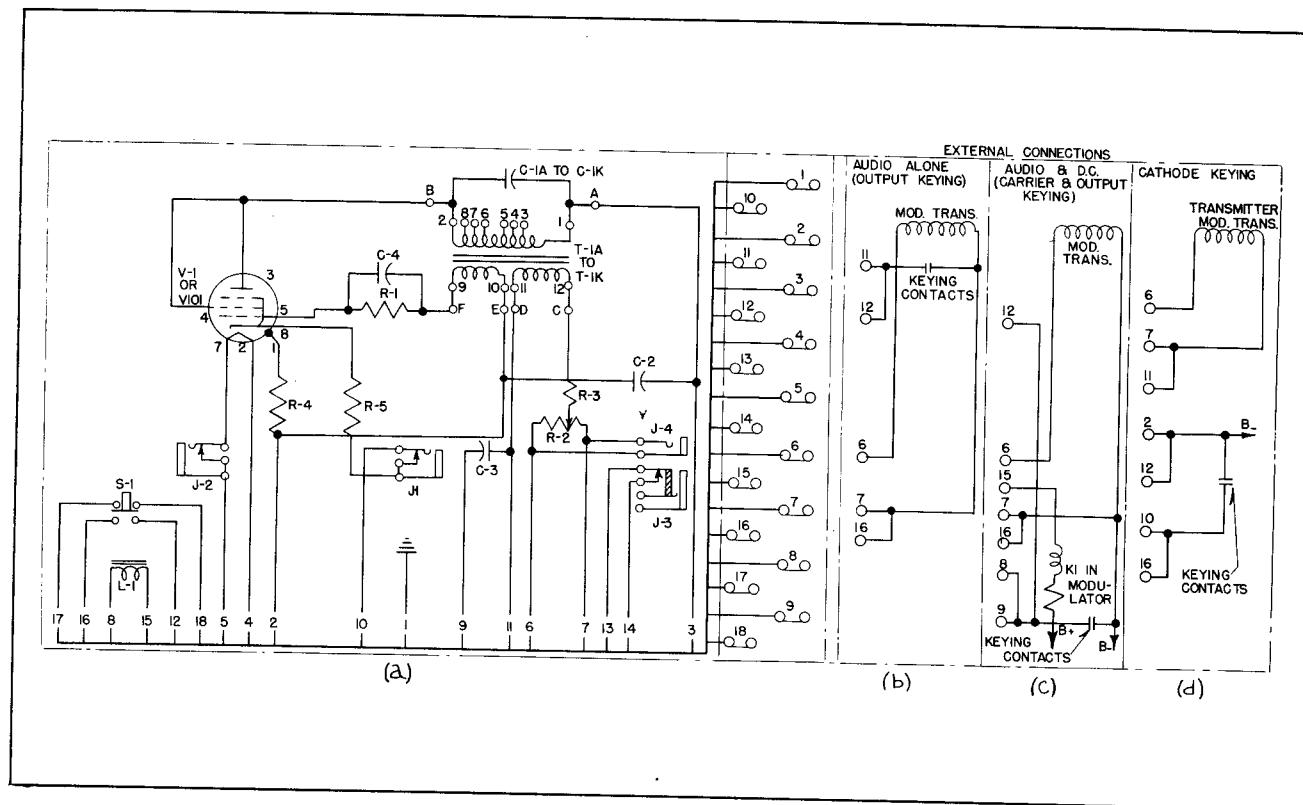 EXTERNAL CONNECTIONS
AUDIO ALONE
(OUTPUT KEYING)
AUDIO & D.C.
(CARRIER & OUTPUT
KEYING)
CATHODE KEYING
C-1A TO C-1K
B
A
2 8 7 6 5 4 3 1
T-1A
TO
T-1K
V-1
OR
V101
3
4
5
8
7 2 1
C-4
R-1
9 10 11 12
F E D C
C-2
R-3
R-4
R-5
R-2
Y
J-4
J-2
J1
C-3
J-3
S-1
L-1
17 16 8 15 12 18 5 4 2 10 1 9 11 6 7 13 14 3
1
10
2
11
3
12
4
13
5
14
6
15
7
16
8
17
9
18
MOD. TRANS.
11
KEYING
CONTACTS
12
6
7
16
MOD.
TRANS.
12
6
15
7
16
8
9
K1 IN
MODU-
LATOR
B+
KEYING
CONTACTS
B-
TRANSMITTER
MOD. TRANS.
6
7
11
2
B-
12
10
16
KEYING
CONTACTS
(a)
(b)
(c)
(d)